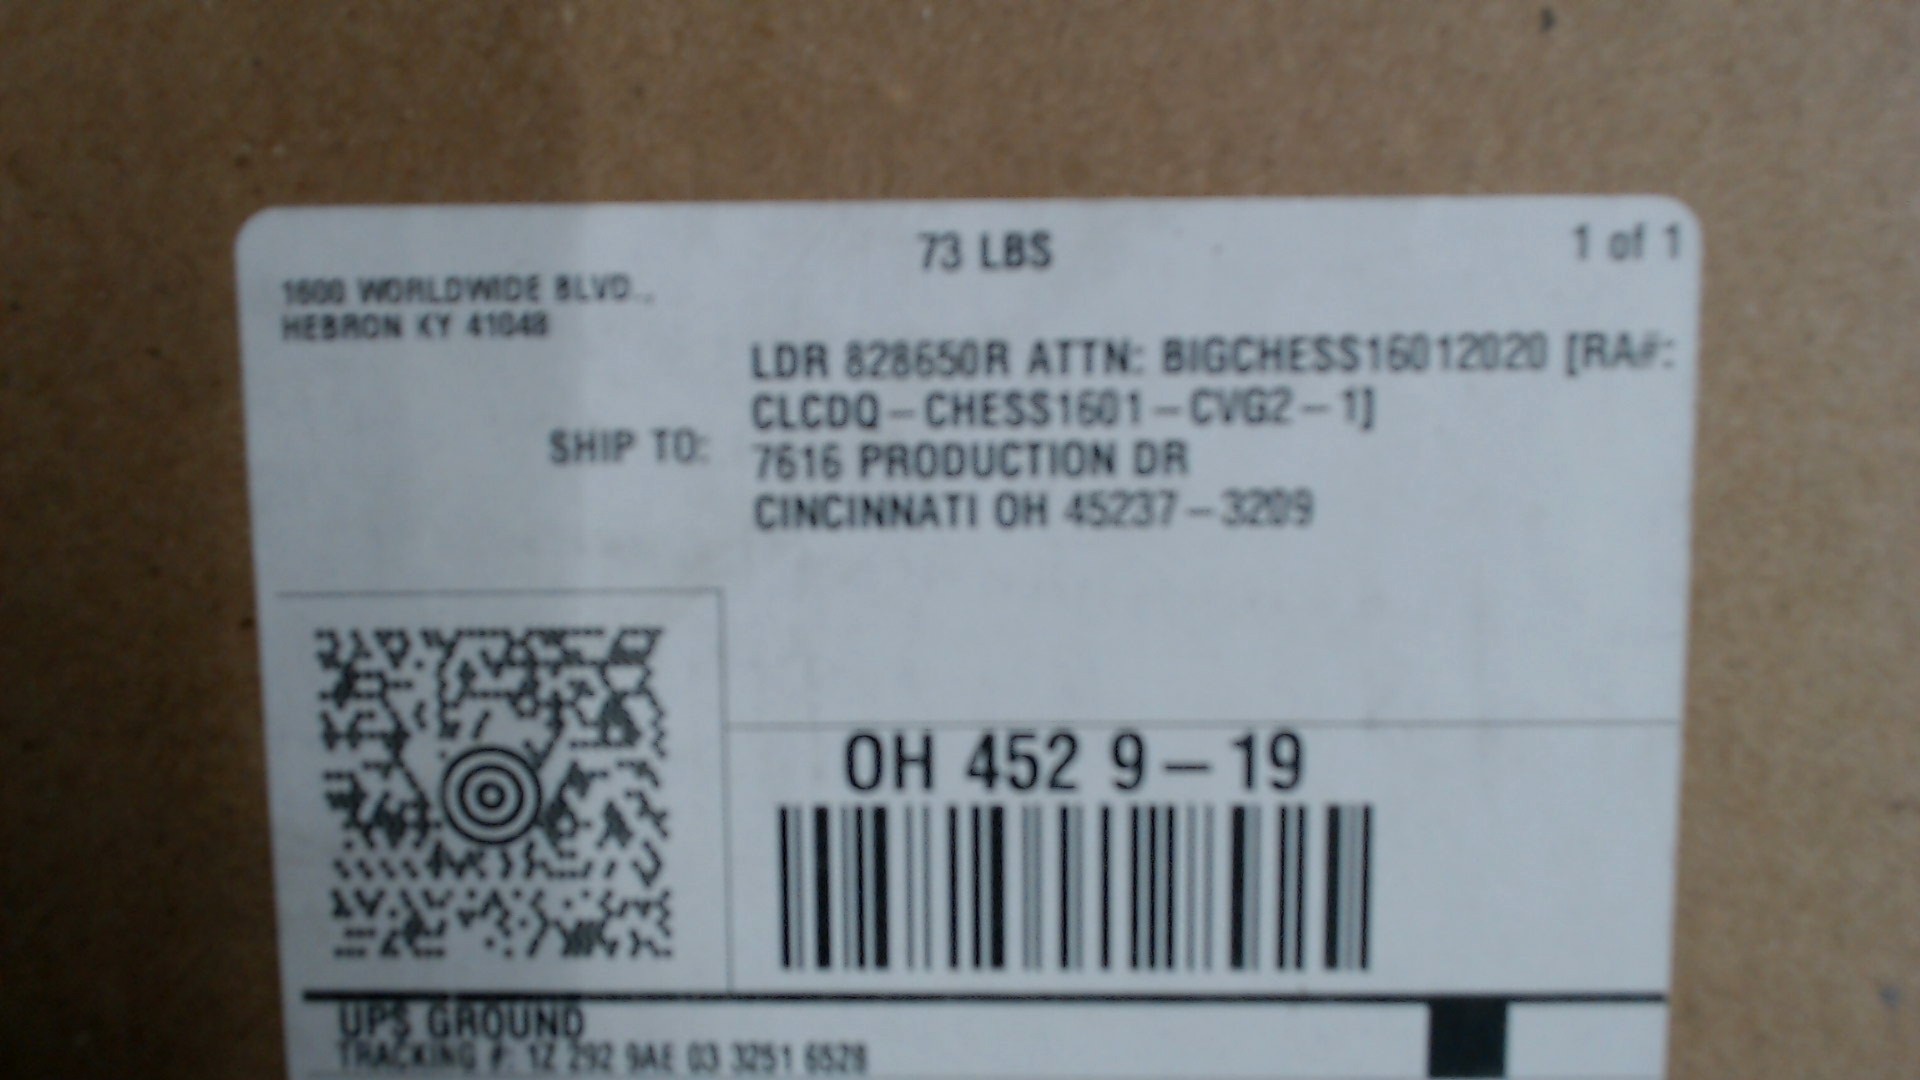 73 LBS
1 of 1
1600 WORLDWIDE BLVD.,
HEBRON KY 41048
LDR 828650R ATTN: BIGCHESS16012020 [RA#:
CLCDQ-CHESS1601-CVG2-1]
SHIP TO:
7616 PRODUCTION DR
CINCINNATI OH 45237-3209
OH 452 9-19
UPS GROUND
TRACKING #: 1Z 292 9AE 03 3251 6528